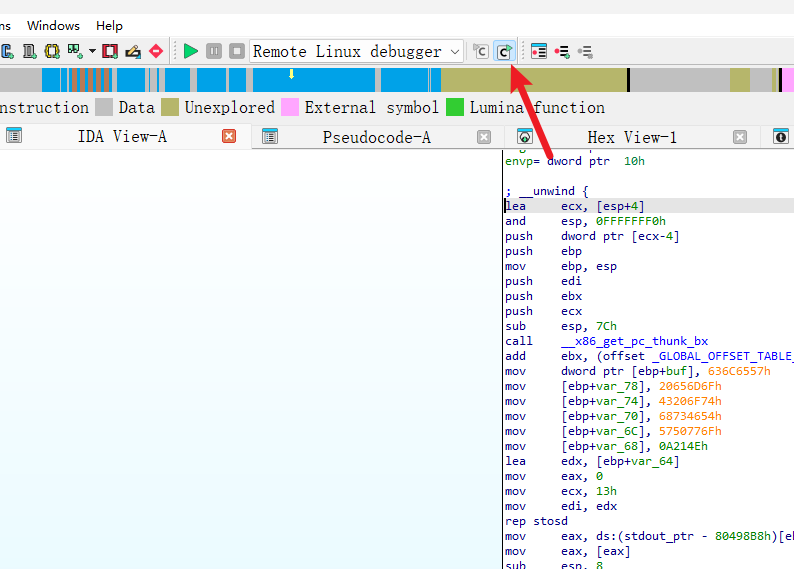 ns Windows Help
Remote Linux debugger
nstruction Data Unexplored External symbol Lumina function
IDA View-A Pseudocode-A Hex View-1
envp= dword ptr 10h
; __unwind {
lea ecx, [esp+4]
and esp, 0FFFFFFF0h
push dword ptr [ecx-4]
push ebp
mov ebp, esp
push edi
push ebx
push ecx
sub esp, 7Ch
call __x86_get_pc_thunk_bx
add ebx, (offset _GLOBAL_OFFSET_TABLE_
mov dword ptr [ebp+buf], 636C6557h
mov [ebp+var_78], 20656D6Fh
mov [ebp+var_74], 43206F74h
mov [ebp+var_70], 68734654h
mov [ebp+var_6C], 5750776Fh
mov [ebp+var_68], 0A214Eh
lea edx, [ebp+var_64]
mov eax, 0
mov ecx, 13h
mov edi, edx
rep stosd
mov eax, ds:(stdout_ptr - 80498B8h)[eb
mov eax, [eax]
sub esp, 8